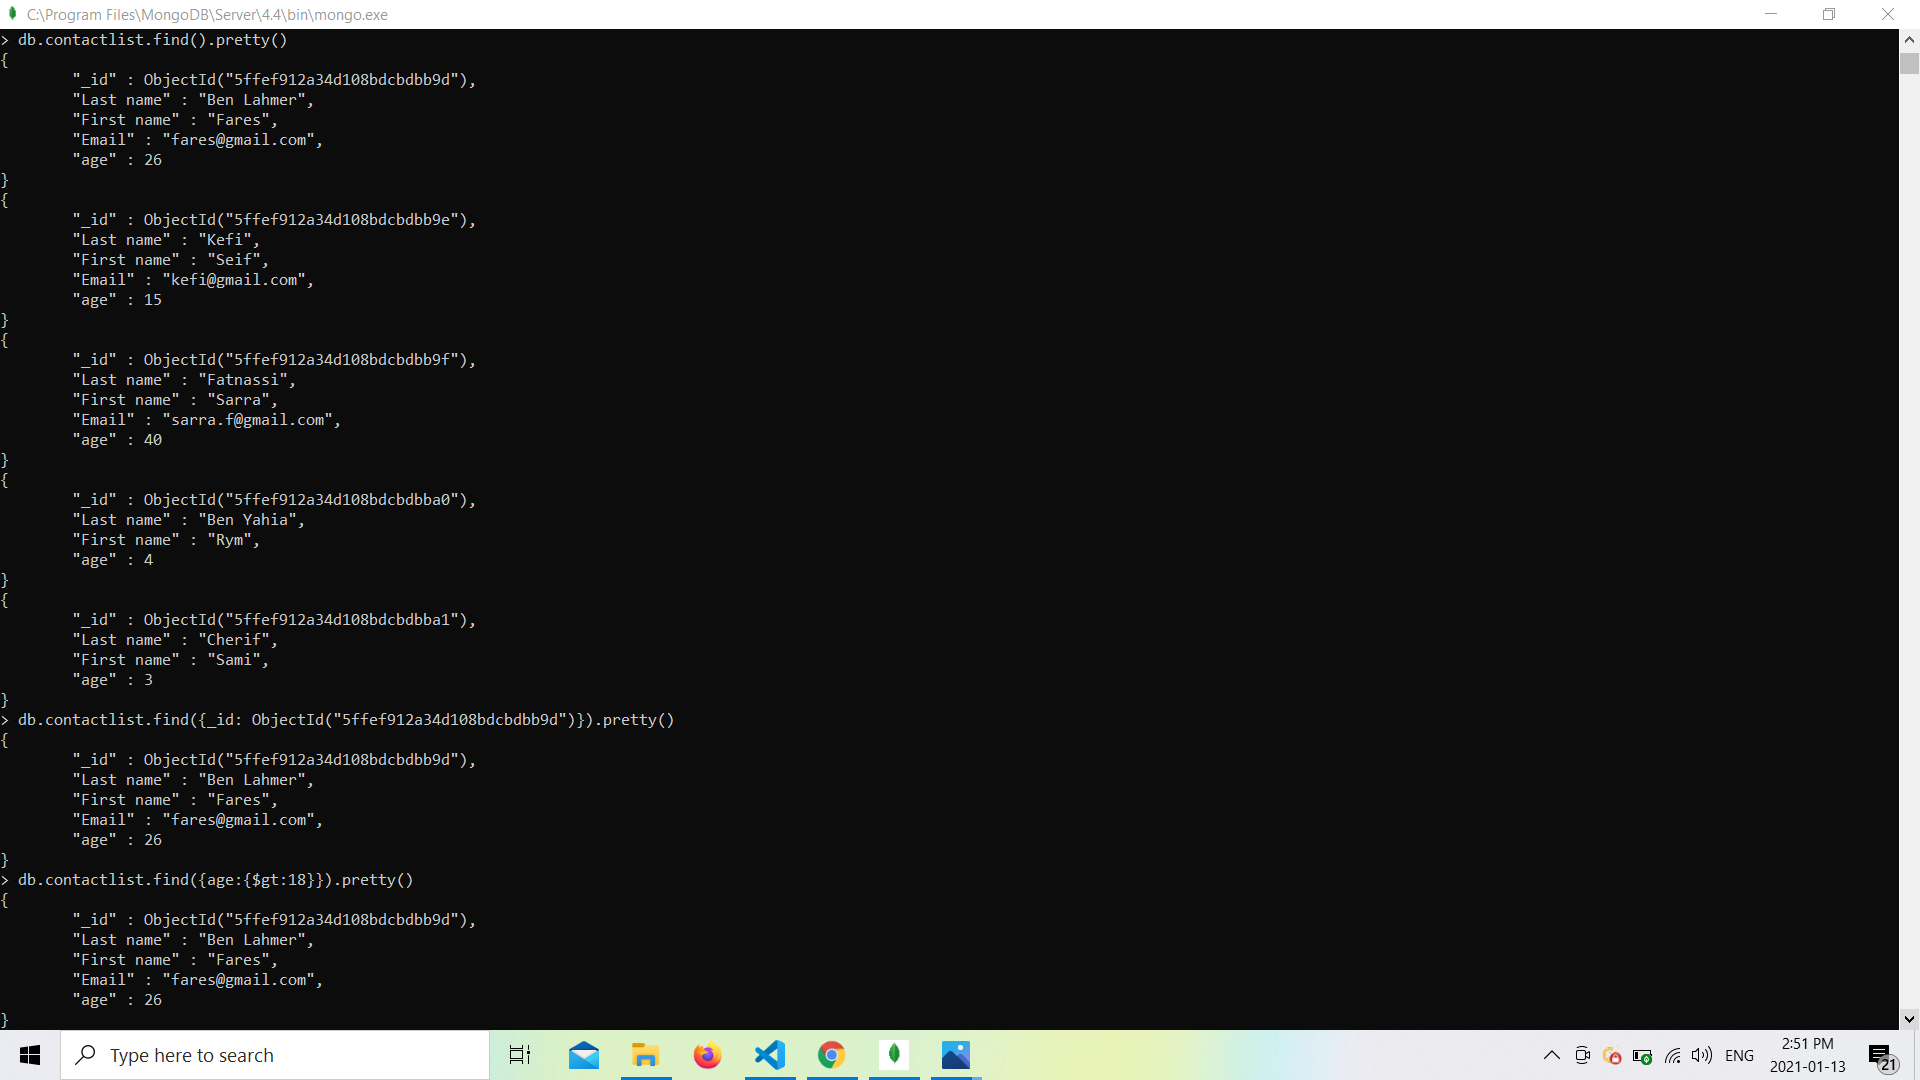 C:\Program Files\MongoDB\Server\4.4\bin\mongo.exe
> db.contactlist.find().pretty()
{
"_id" : ObjectId("5ffef912a34d108bdcbdbb9d"),
"Last name" : "Ben Lahmer",
"First name" : "Fares",
"Email" : "fares@gmail.com",
"age" : 26
}
{
"_id" : ObjectId("5ffef912a34d108bdcbdbb9e"),
"Last name" : "Kefi",
"First name" : "Seif",
"Email" : "kefi@gmail.com",
"age" : 15
}
{
"_id" : ObjectId("5ffef912a34d108bdcbdbb9f"),
"Last name" : "Fatnassi",
"First name" : "Sarra",
"Email" : "sarra.f@gmail.com",
"age" : 40
}
{
"_id" : ObjectId("5ffef912a34d108bdcbdbba0"),
"Last name" : "Ben Yahia",
"First name" : "Rym",
"age" : 4
}
{
"_id" : ObjectId("5ffef912a34d108bdcbdbba1"),
"Last name" : "Cherif",
"First name" : "Sami",
"age" : 3
}
> db.contactlist.find({_id: ObjectId("5ffef912a34d108bdcbdbb9d")}).pretty()
{
"_id" : ObjectId("5ffef912a34d108bdcbdbb9d"),
"Last name" : "Ben Lahmer",
"First name" : "Fares",
"Email" : "fares@gmail.com",
"age" : 26
}
> db.contactlist.find({age:{$gt:18}}).pretty()
{
"_id" : ObjectId("5ffef912a34d108bdcbdbb9d"),
"Last name" : "Ben Lahmer",
"First name" : "Fares",
"Email" : "fares@gmail.com",
"age" : 26
}
Type here to search
ENG
2:51 PM
2021-01-13
21